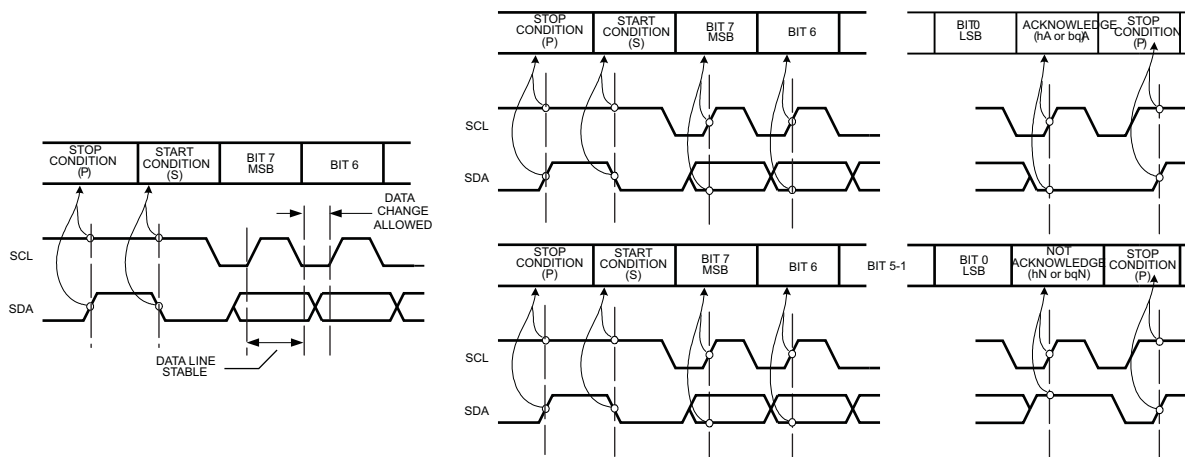 STOP
CONDITION
(P)
START
CONDITION
(S)
BIT 7
MSB
BIT 6
DATA
CHANGE
ALLOWED
SCL
SDA
DATA LINE
STABLE
STOP
CONDITION
(P)
START
CONDITION
(S)
BIT 7
MSB
BIT 6
BIT0
LSB
ACKNOWLEDGE
(hA or bqA)
STOP
CONDITION
(P)
SCL
SDA
STOP
CONDITION
(P)
START
CONDITION
(S)
BIT 7
MSB
BIT 6
BIT 5-1
BIT 0
LSB
NOT
ACKNOWLEDGE
(hN or bqN)
STOP
CONDITION
(P)
SCL
SDA